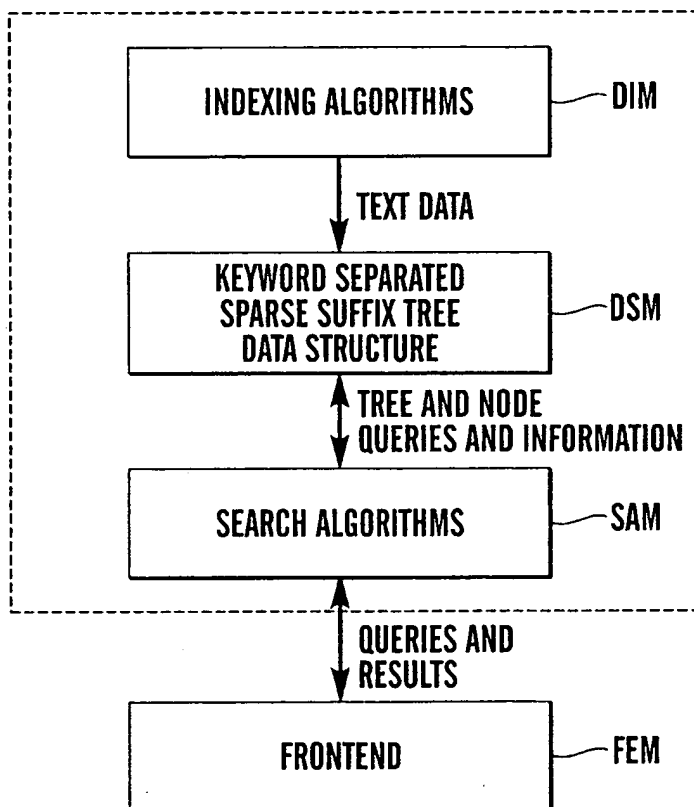 INDEXING ALGORITHMS
DIM
TEXT DATA
KEYWORD SEPARATED
SPARSE SUFFIX TREE
DATA STRUCTURE
DSM
TREE AND NODE
QUERIES AND INFORMATION
SEARCH ALGORITHMS
SAM
QUERIES AND
RESULTS
FRONTEND
FEM